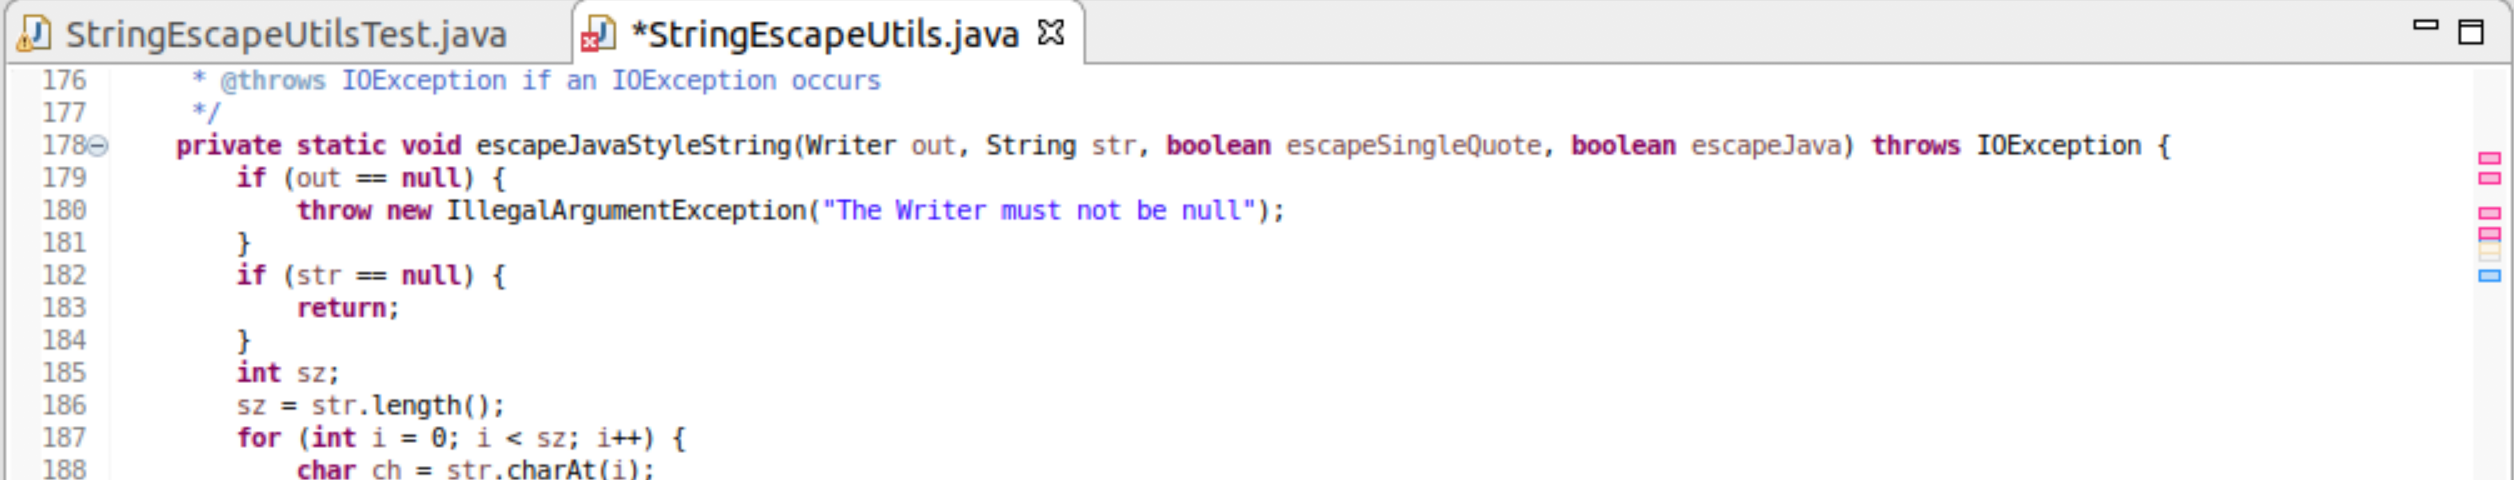 StringEscapeUtilsTest.java *StringEscapeUtils.java
176 * @throws IOException if an IOException occurs
177 */
178 private static void escapeJavaStyleString(Writer out, String str, boolean escapeSingleQuote, boolean escapeJava) throws IOException {
179 if (out == null) {
180 throw new IllegalArgumentException("The Writer must not be null");
181 }
182 if (str == null) {
183 return;
184 }
185 int sz;
186 sz = str.length();
187 for (int i = 0; i < sz; i++) {
188 char ch = str.charAt(i);